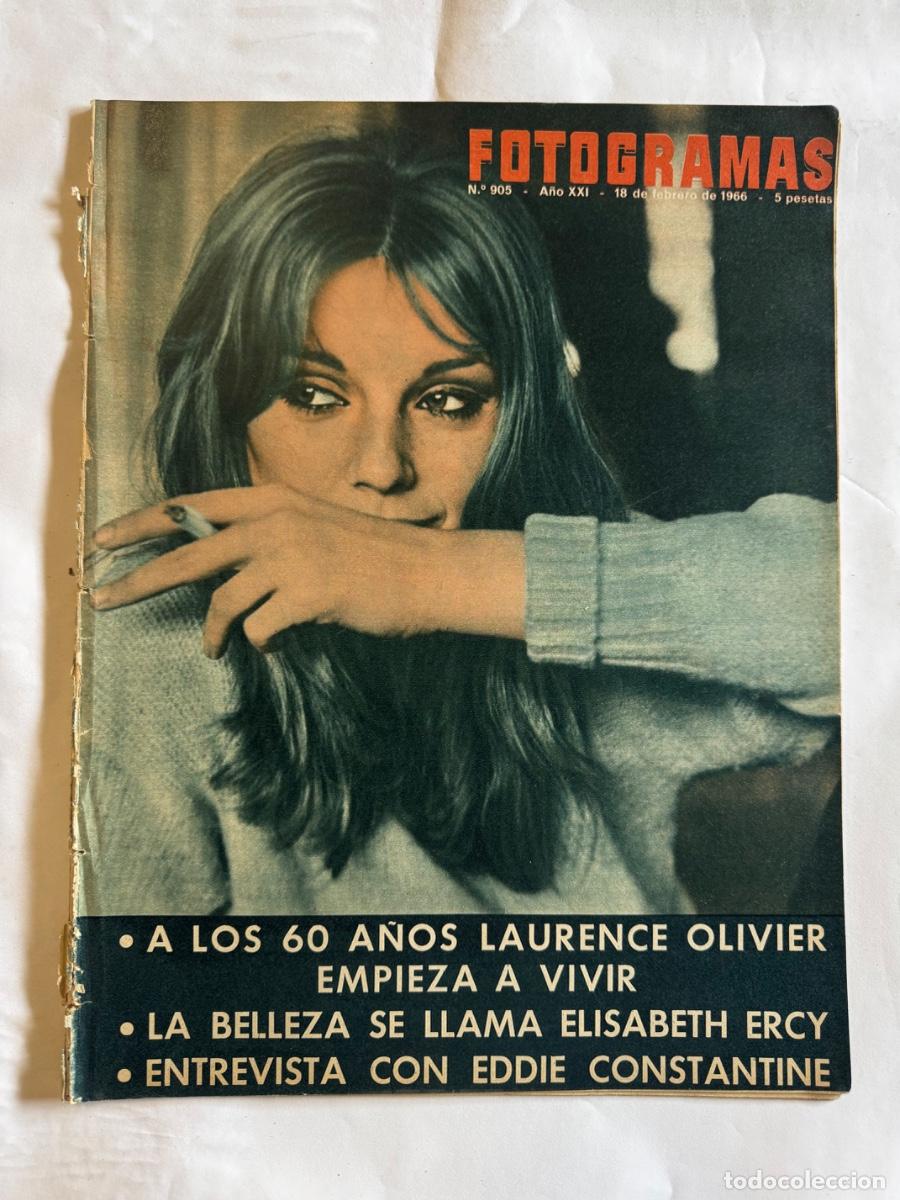 FOTOGRAMAS
N.º 905 - Año XXI - 18 de febrero de 1966 - 5 pesetas
• A LOS 60 AÑOS LAURENCE OLIVIER
EMPIEZA A VIVIR
• LA BELLEZA SE LLAMA ELISABETH ERCY
• ENTREVISTA CON EDDIE CONSTANTINE
todocoleccion